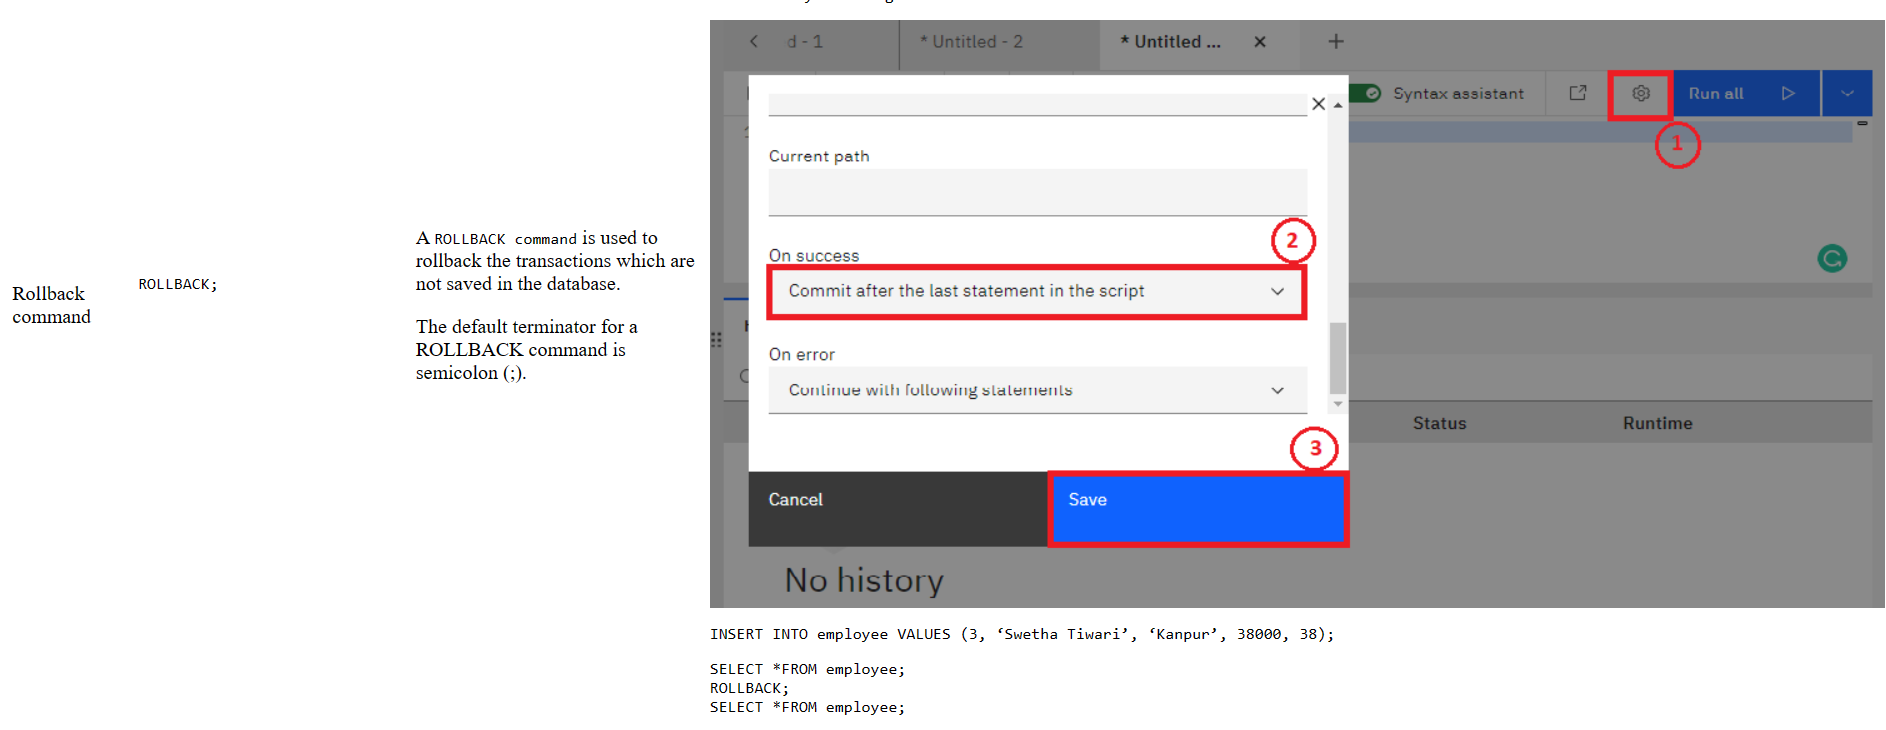 Rollback
command
ROLLBACK;
A ROLLBACK command is used to
rollback the transactions which are
not saved in the database.
The default terminator for a
ROLLBACK command is
semicolon (;).
d - 1
* Untitled - 2
* Untitled ...
Syntax assistant
Run all
1
Current path
2
On success
Commit after the last statement in the script
On error
Continue with following statements
Status
Runtime
3
Cancel
Save
No history
INSERT INTO employee VALUES (3, ‘Swetha Tiwari’, ‘Kanpur’, 38000, 38);
SELECT *FROM employee;
ROLLBACK;
SELECT *FROM employee;